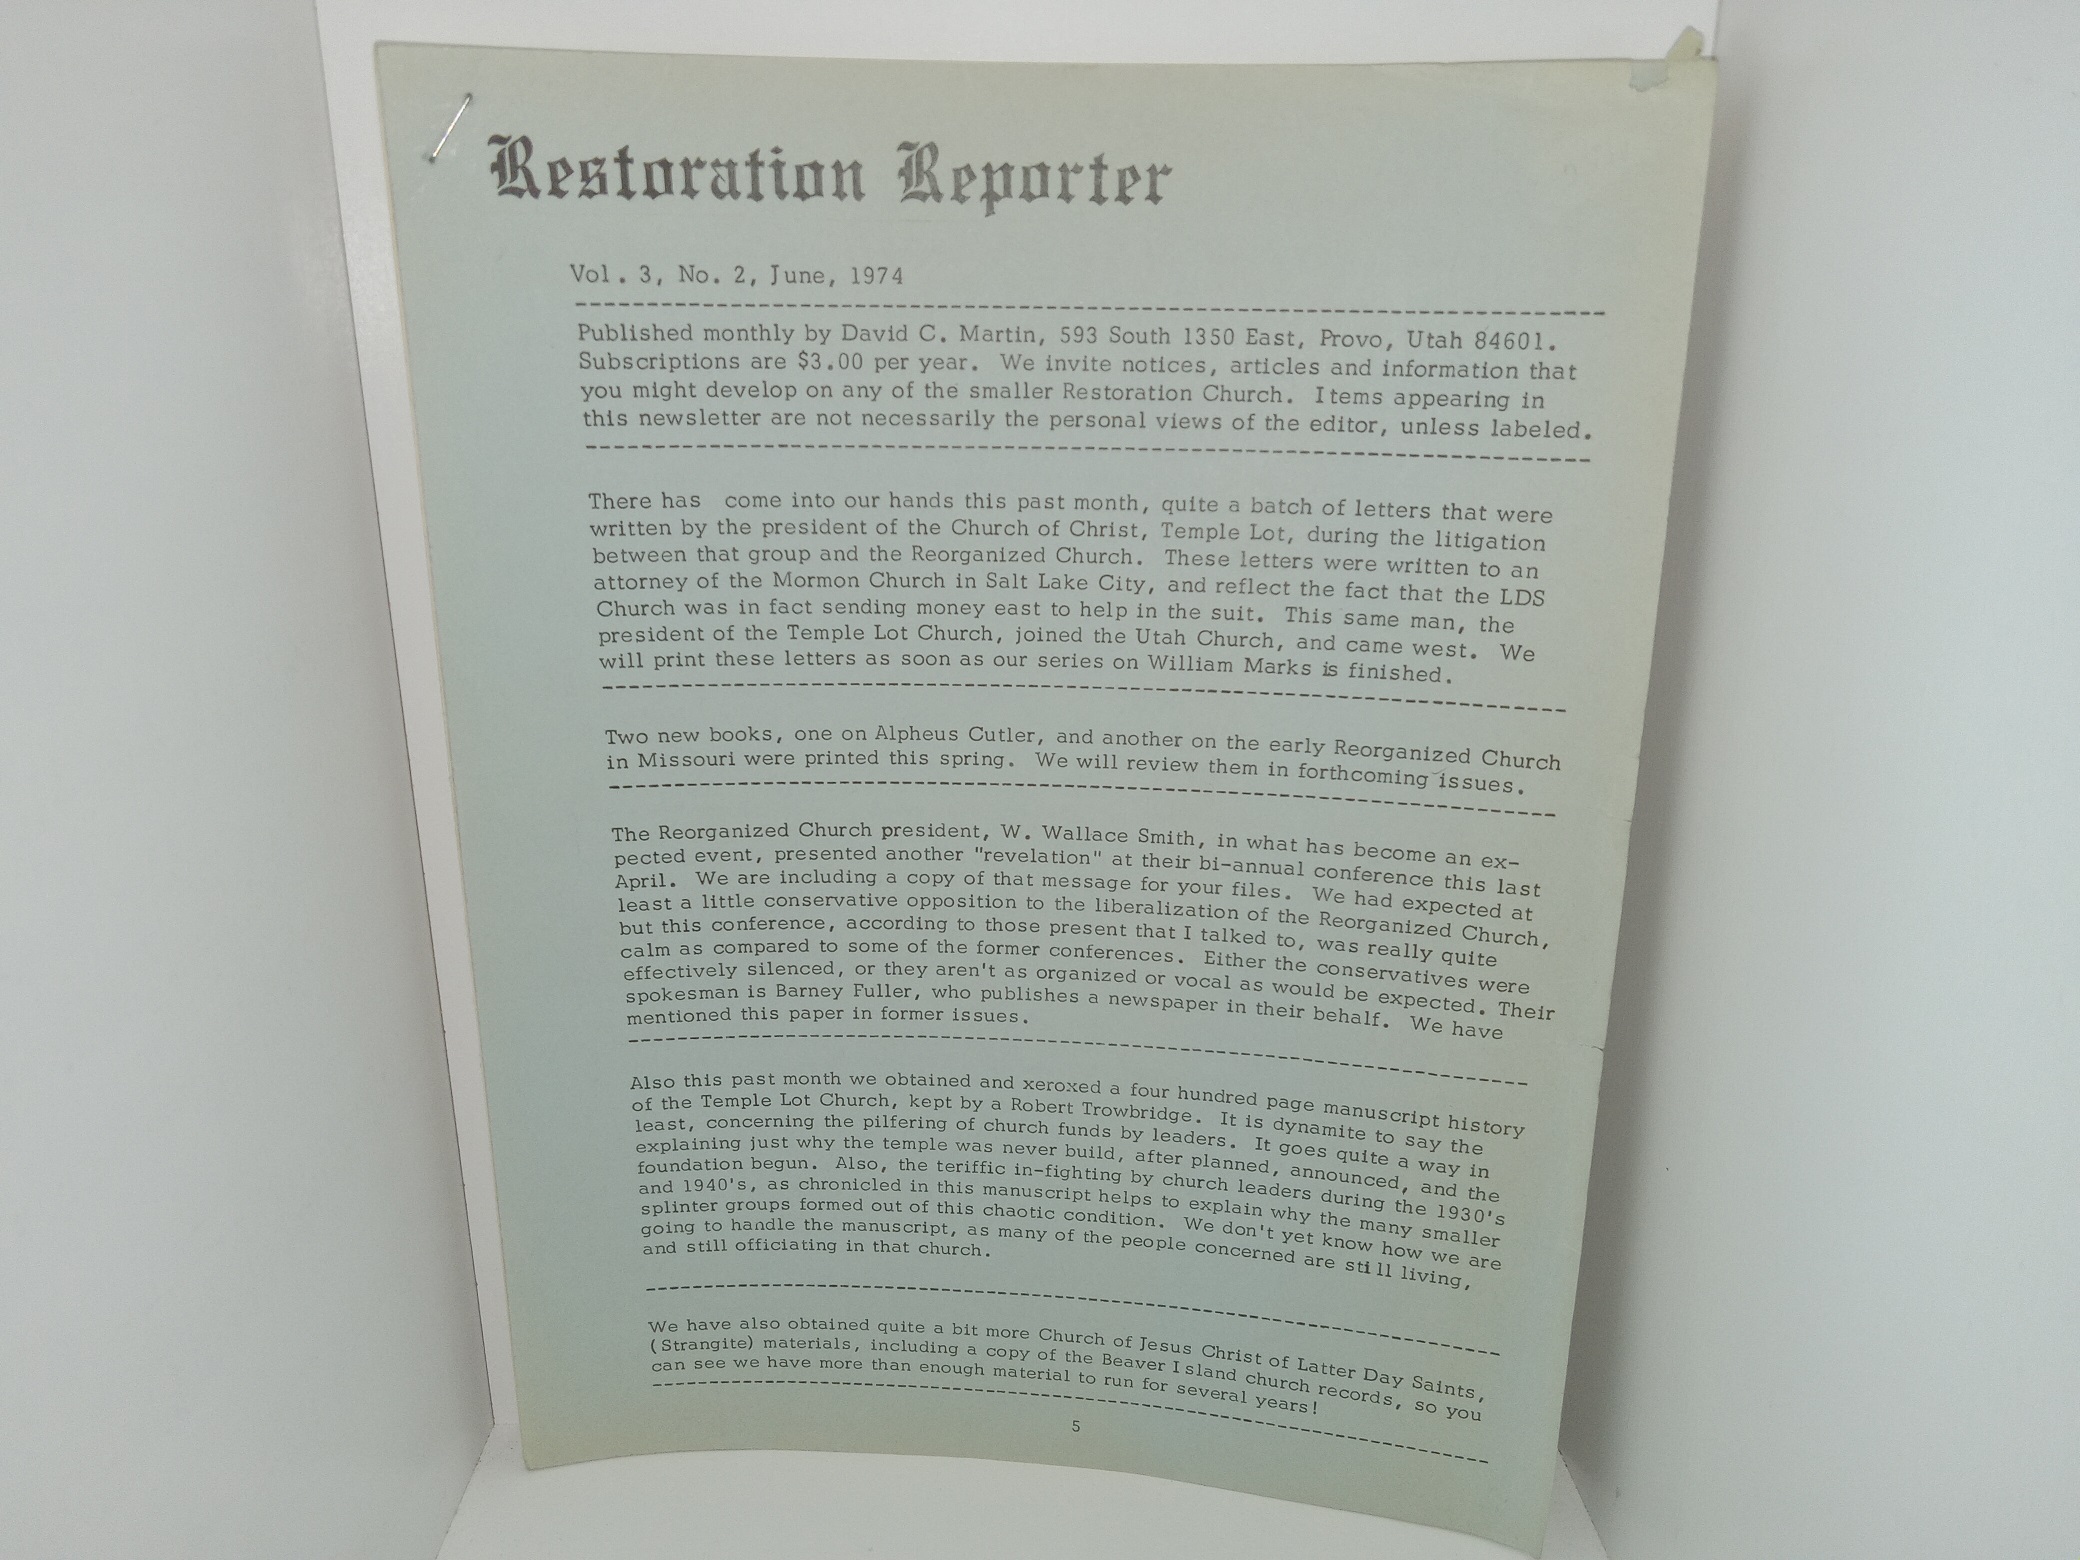 Restoration Reporter
Vol. 3, No. 2, June, 1974
Published monthly by David C. Martin, 593 South 1350 East, Provo, Utah 84601.
Subscriptions are $3.00 per year. We invite notices, articles and information that
you might develop on any of the smaller Restoration Church. Items appearing in
this newsletter are not necessarily the personal views of the editor, unless labeled.
There has come into our hands this past month, quite a batch of letters that were
written by the president of the Church of Christ, Temple Lot, during the litigation
between that group and the Reorganized Church. These letters were written to an
attorney of the Mormon Church in Salt Lake City, and reflect the fact that the LDS
Church was in fact sending money east to help in the suit. This same man, the
president of the Temple Lot Church, joined the Utah Church, and came west. We
will print these letters as soon as our series on William Marks is finished.
Two new books, one on Alpheus Cutler, and another on the early Reorganized Church
in Missouri were printed this spring. We will review them in forthcoming issues.
The Reorganized Church president, W. Wallace Smith, in what has become an ex-
pected event, presented another "revelation" at their bi-annual conference this last
April. We are including a copy of that message for your files. We had expected at
least a little conservative opposition to the liberalization of the Reorganized Church,
but this conference, according to those present that I talked to, was really quite
calm as compared to some of the former conferences. Either the conservatives were
effectively silenced, or they aren't as organized or vocal as would be expected. Their
spokesman is Barney Fuller, who publishes a newspaper in their behalf. We have
mentioned this paper in former issues.
Also this past month we obtained and xeroxed a four hundred page manuscript history
of the Temple Lot Church, kept by a Robert Trowbridge. It is dynamite to say the
least, concerning the pilfering of church funds by leaders. It goes quite a way in
explaining just why the temple was never build, after planned, announced, and the
foundation begun. Also, the teriffic in-fighting by church leaders during the 1930's
and 1940's, as chronicled in this manuscript helps to explain why the many smaller
splinter groups formed out of this chaotic condition. We don't yet know how we are
going to handle the manuscript, as many of the people concerned are still living,
and still officiating in that church.
We have also obtained quite a bit more Church of Jesus Christ of Latter Day Saints,
(Strangite) materials, including a copy of the Beaver Island church records, so you
can see we have more than enough material to run for several years!
5